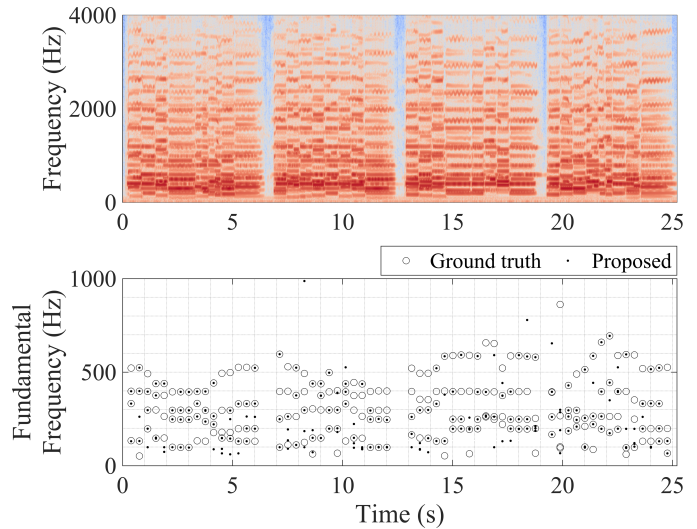 4000
2000
0
Frequency (Hz)
0 5 10 15 20 25
Ground truth Proposed
1000
500
0
Fundamental
Frequency (Hz)
0 5 10 15 20 25
Time (s)